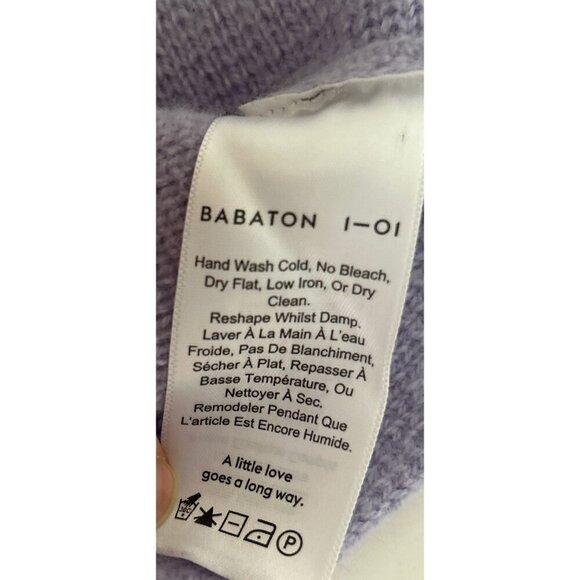 BABATON I—OI
Hand Wash Cold, No Bleach,
Dry Flat, Low Iron, Or Dry
Clean.
Reshape Whilst Damp.
Laver À La Main À L'eau
Froide, Pas De Blanchiment,
Sécher À Plat, Repasser À
Basse Température, Ou
Nettoyer À Sec.
Remodeler Pendant Que
L'article Est Encore Humide.
A little love
goes a long way.
P